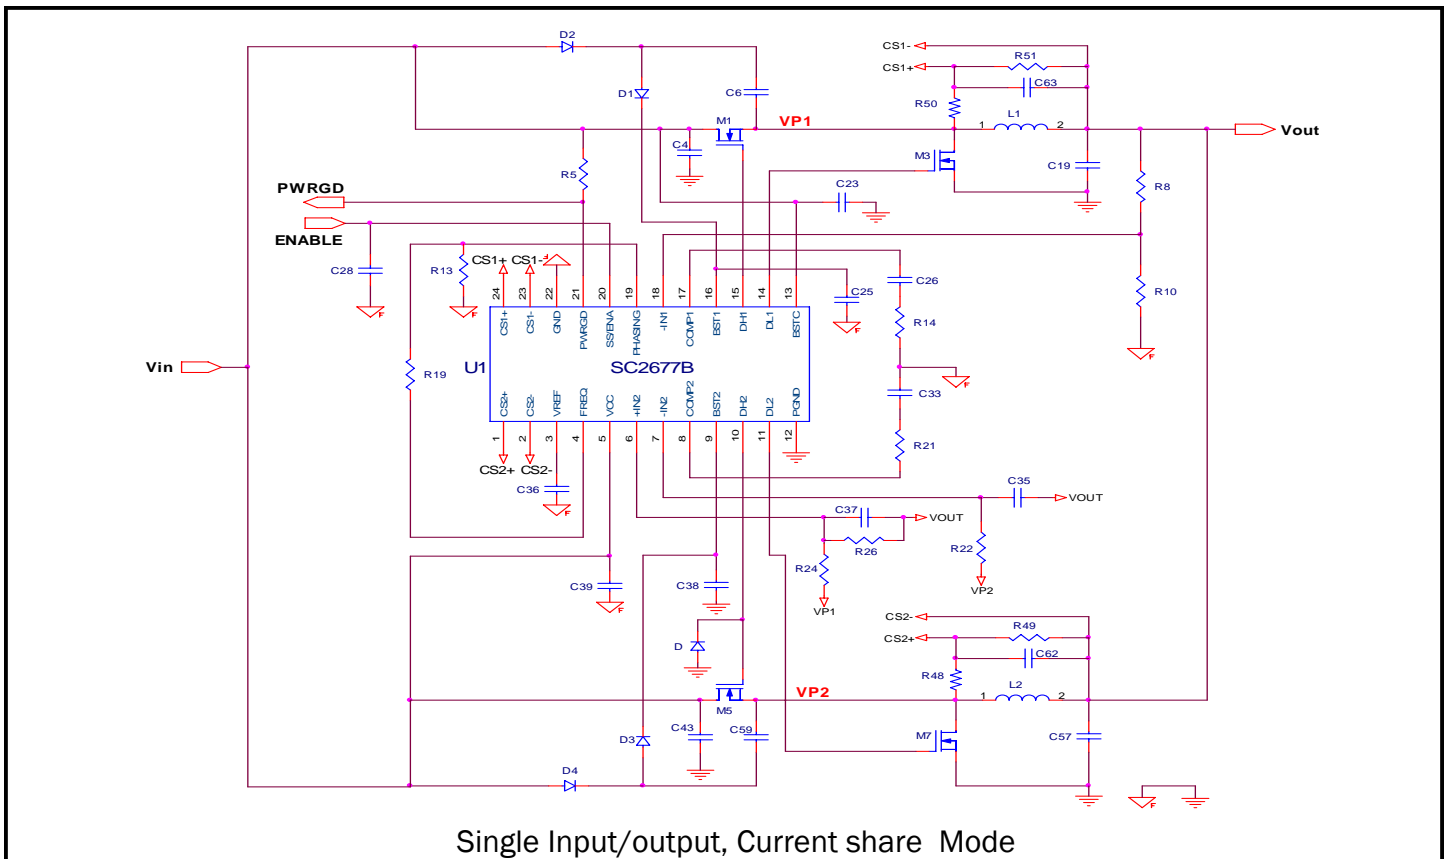 D2
CS1-
R51
CS1+
C63
D1
C6
R50
L1
M1
VP1
1
2
Vout
C4
M3
C19
R5
R8
PWRGD
C23
ENABLE
C28
R13
CS1+
CS1-
F
C26
C25
R10
24
23
22
21
20
19
18
17
16
15
14
13
F
F
F
R14
CS1+
CS1-
GND
PWRGD
SS/ENA
PHASING
-IN1
COMP1
BST1
DH1
DL1
BSTC
F
Vin
R19
U1
SC2677B
F
C33
CS2+
CS2-
VREF
FREQ
VCC
+IN2
-IN2
COMP2
BST2
DH2
DL2
PGND
R21
1
2
3
4
5
6
7
8
9
10
11
12
CS2+
CS2-
C36
F
C35
VOUT
C37
VOUT
R26
R22
R24
C39
C38
F
VP2
VP1
CS2-
R49
CS2+
D
C62
R48
L2
VP2
1
2
M5
C43
C59
D3
M7
C57
D4
F
Single Input/output, Current share Mode